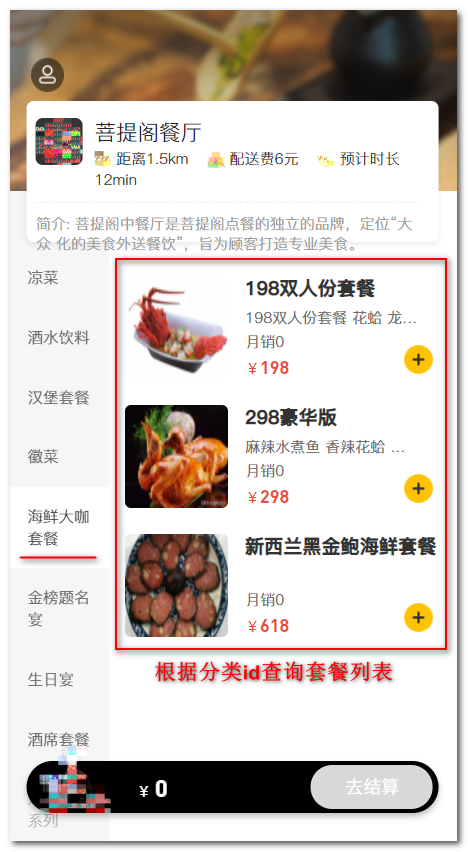 菩提阁餐厅
距离1.5km 配送费6元 预计时长
12min
简介: 菩提阁中餐厅是菩提阁点餐的独立的品牌，定位“大
众 化的美食外送餐饮”，旨为顾客打造专业美食。
凉菜
酒水饮料
汉堡套餐
徽菜
海鲜大咖
套餐
金榜题名
宴
生日宴
酒席套餐
系列
198双人份套餐
198双人份套餐 花蛤 龙...
月销0
￥198
298豪华版
麻辣水煮鱼 香辣花蛤 ...
月销0
￥298
新西兰黑金鲍海鲜套餐
月销0
￥618
根据分类id查询套餐列表
￥ 0
去结算